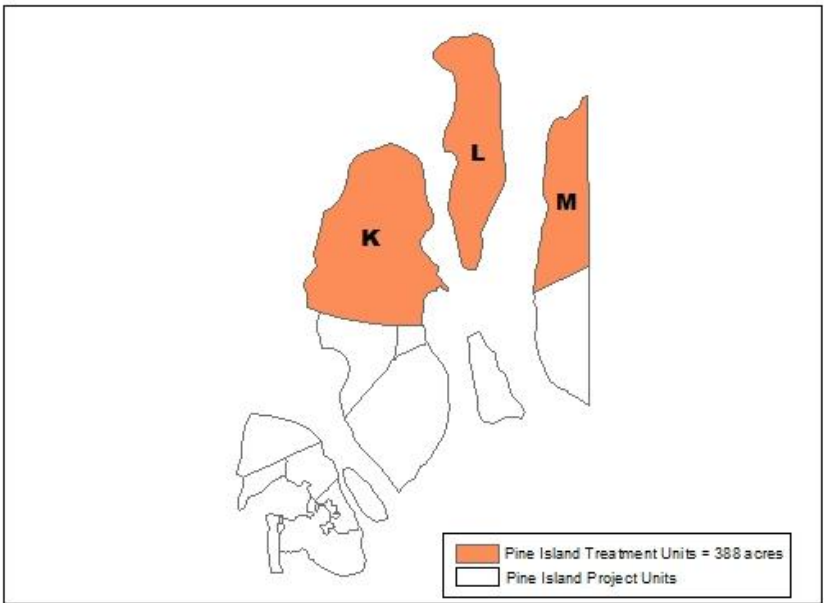 L
M
K
Pine Island Treatment Units = 388 acres
Pine Island Project Units